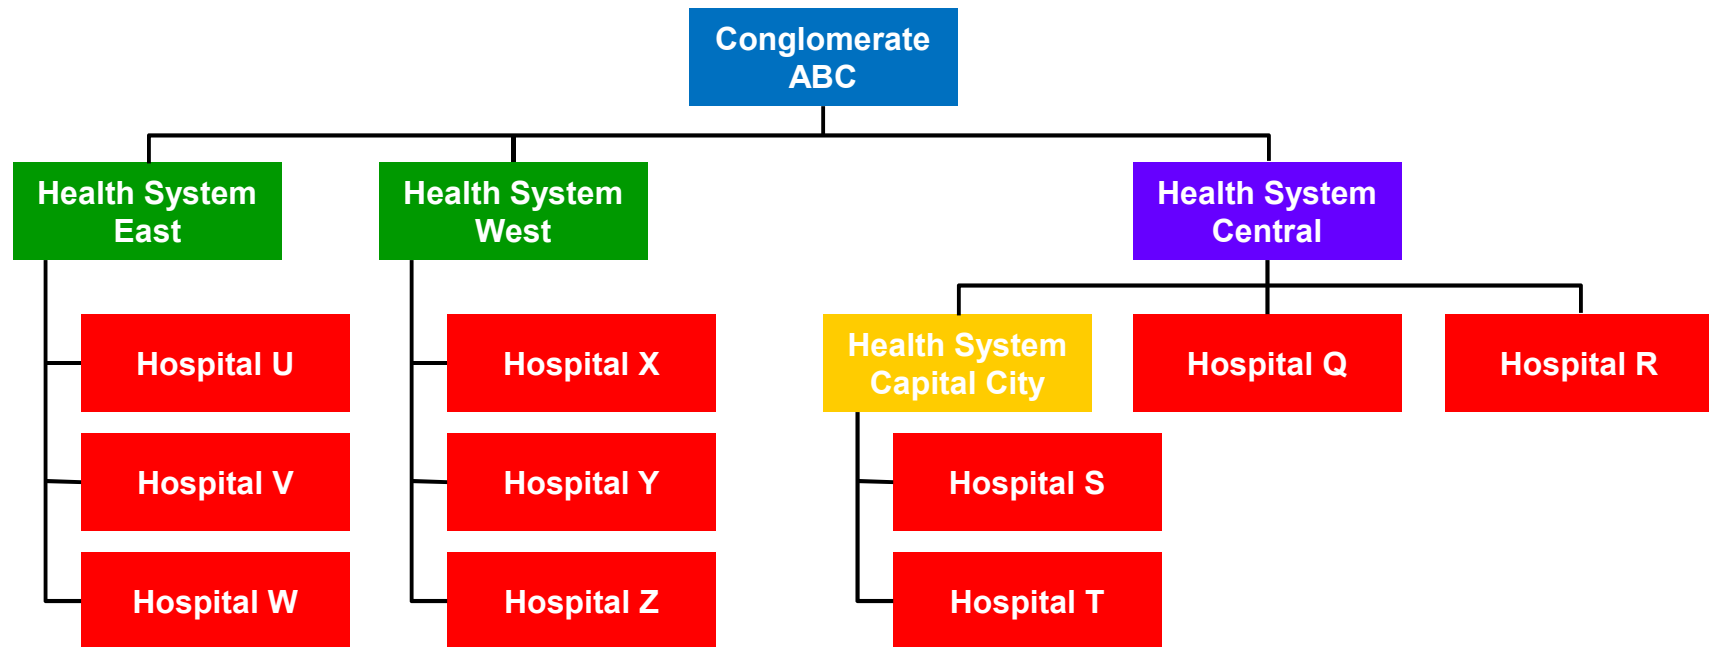 Conglomerate
ABC
Health System
East
Health System
West
Health System
Central
Hospital U
Hospital X
Health System
Capital City
Hospital Q
Hospital R
Hospital V
Hospital Y
Hospital S
Hospital W
Hospital Z
Hospital T